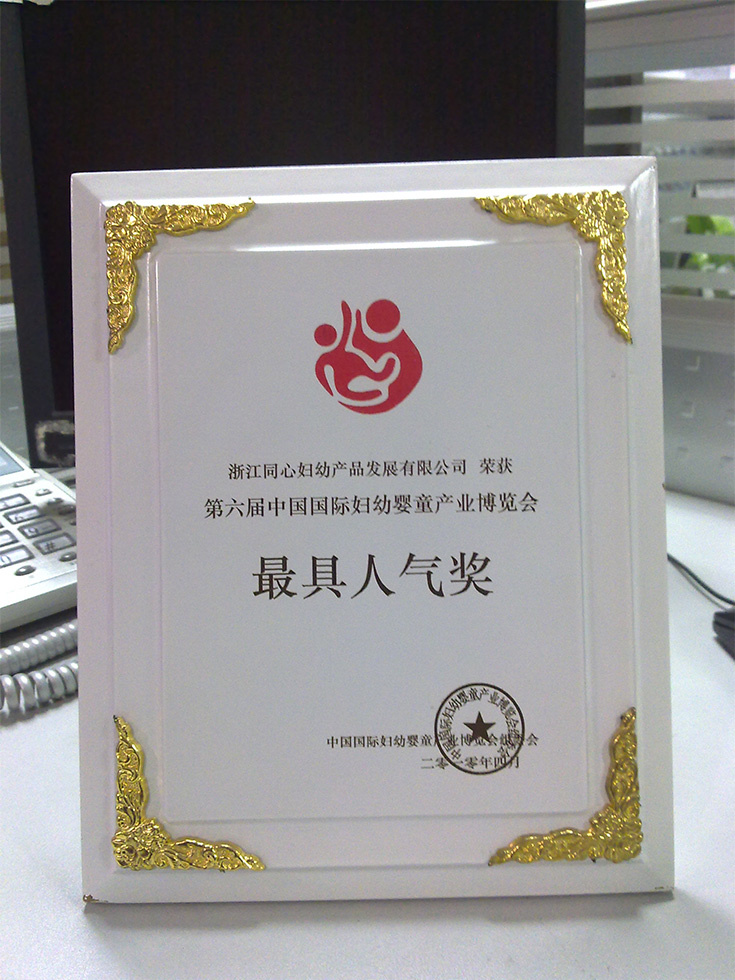 浙江同心妇幼产品发展有限公司 荣获
第六届中国国际妇幼婴童产业博览会
最具人气奖
中国国际妇幼婴童产业博览会组委会
二零一零年四月